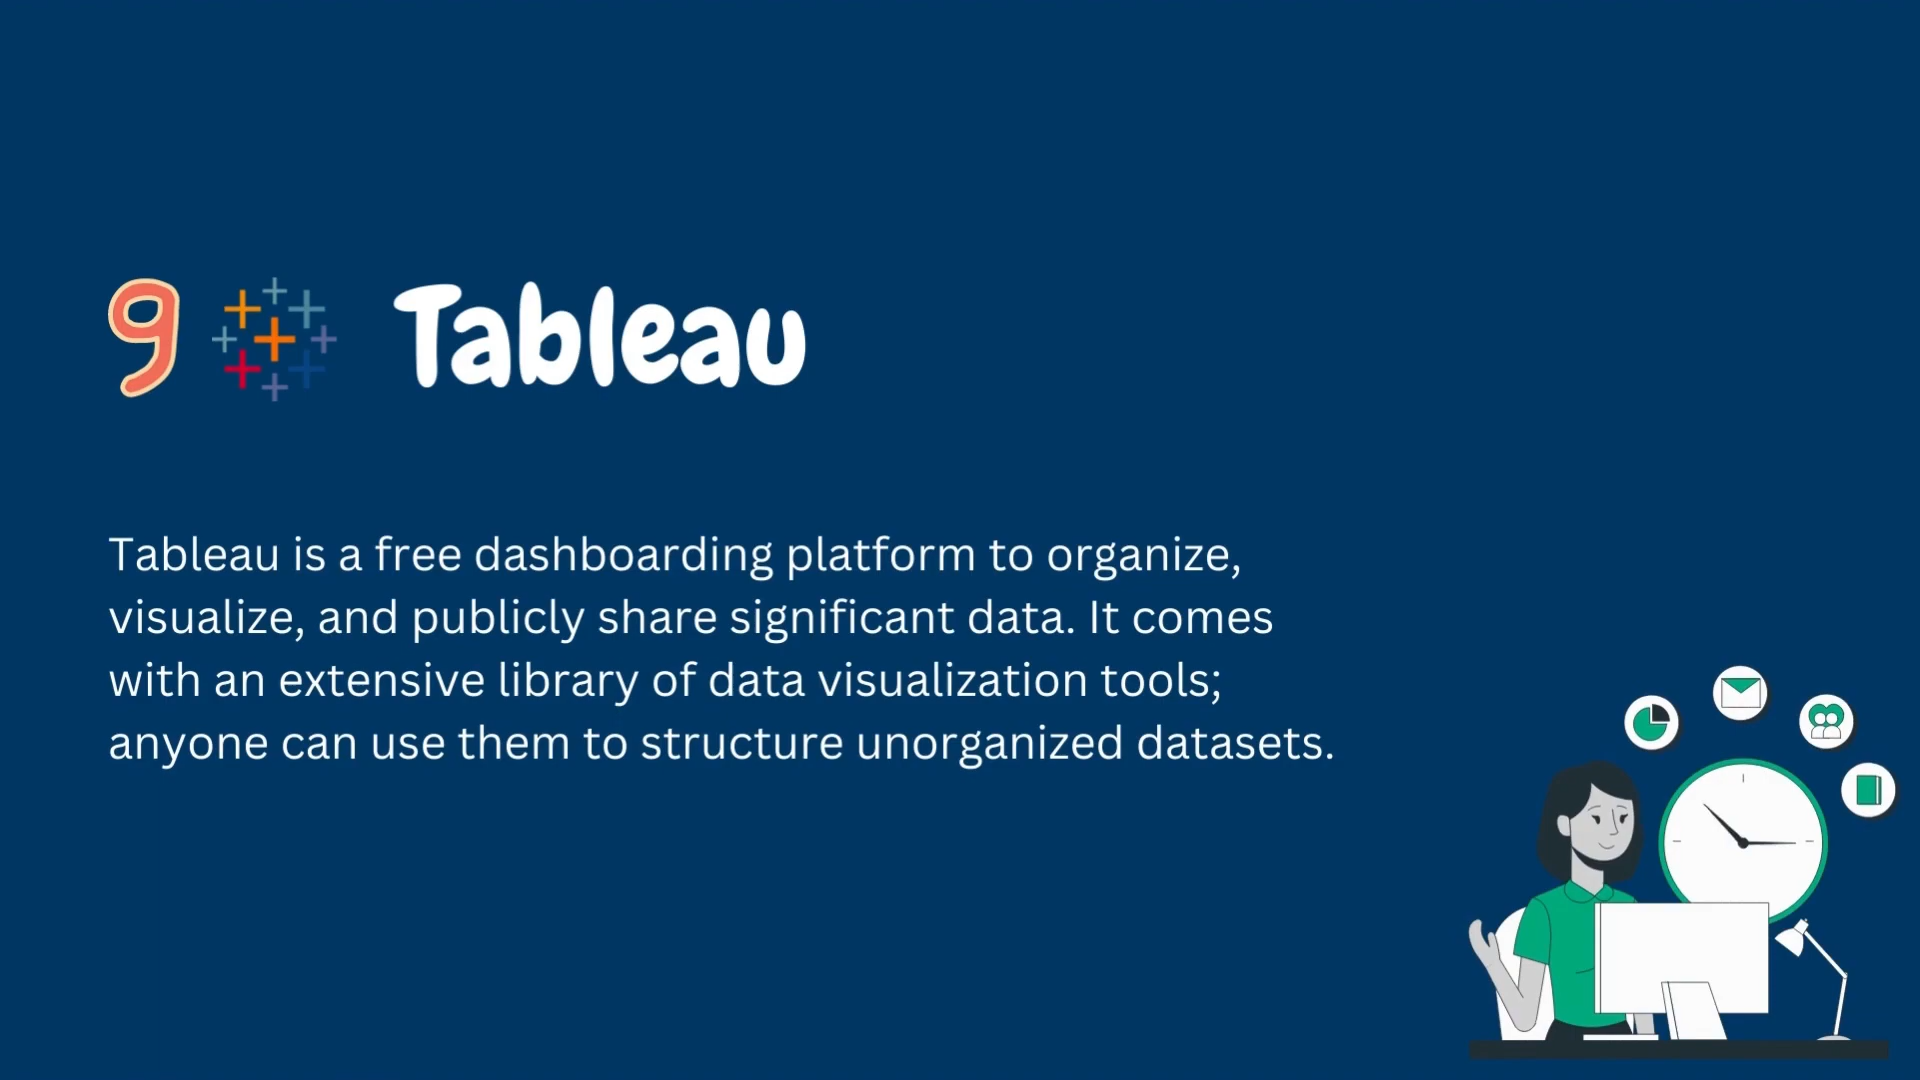 9 Tableau
Tableau is a free dashboarding platform to organize,
visualize, and publicly share significant data. It comes
with an extensive library of data visualization tools;
anyone can use them to structure unorganized datasets.